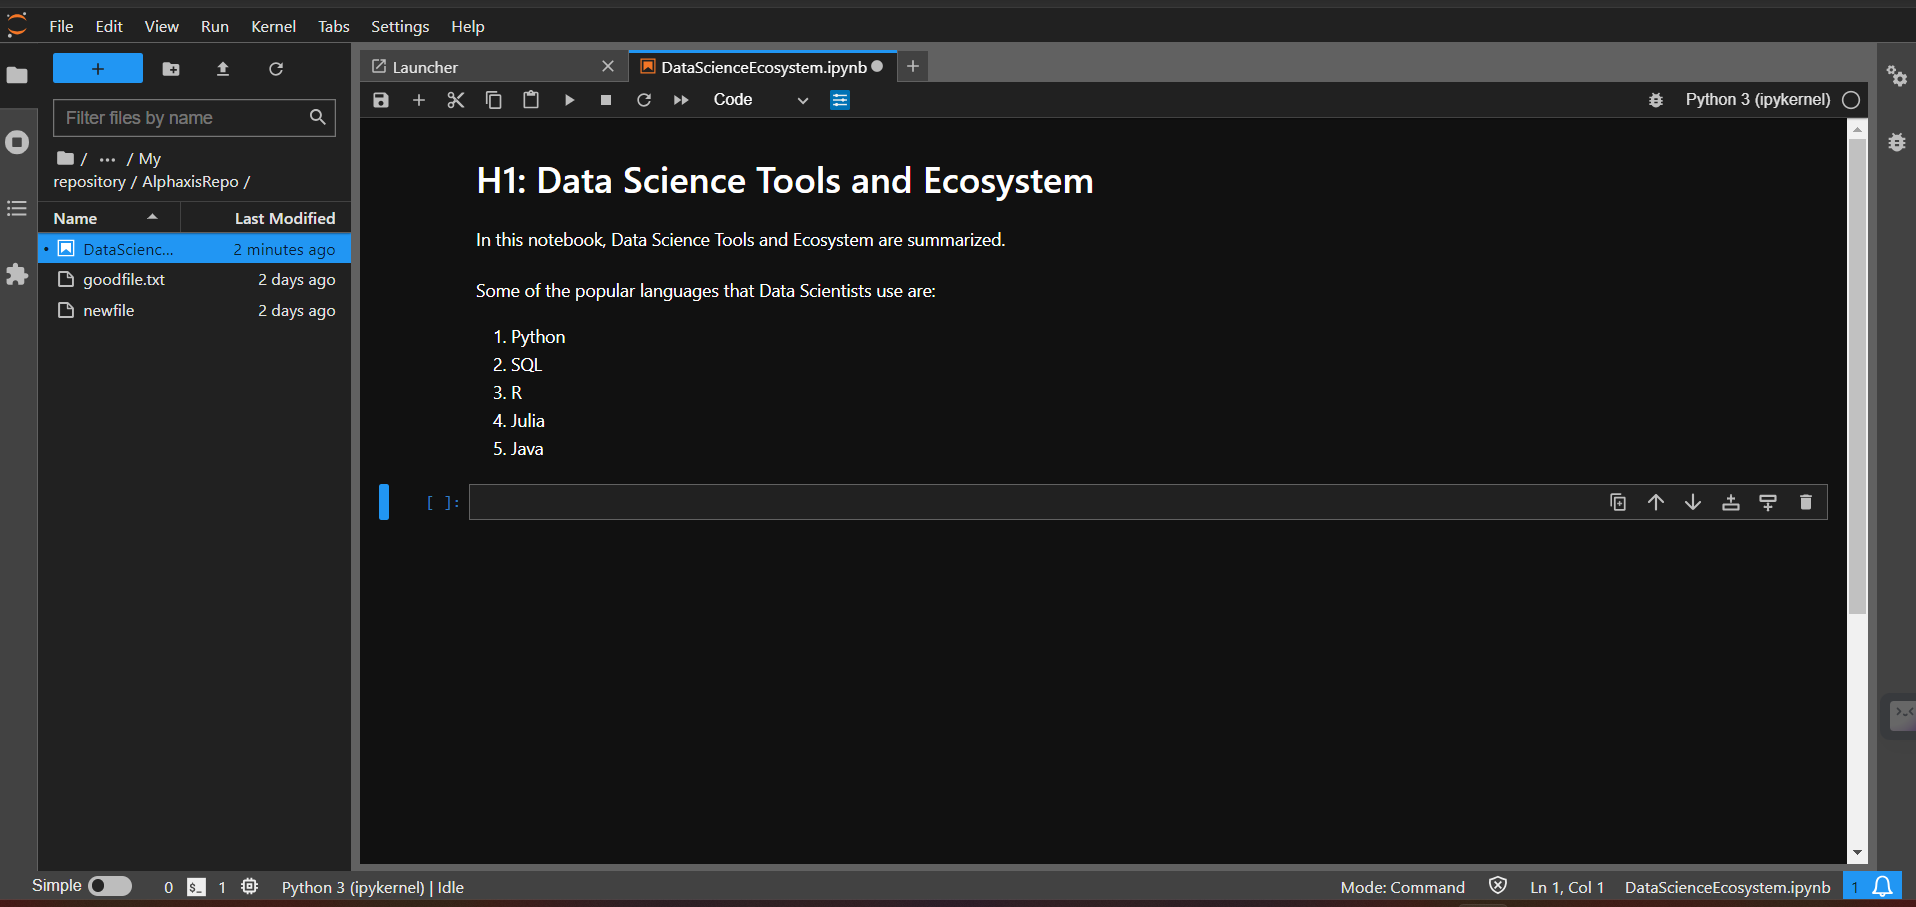 File Edit View Run Kernel Tabs Settings Help
+
Filter files by name
/ ... / My
repository / AlphaxisRepo /
Name Last Modified
• DataScienc... 2 minutes ago
goodfile.txt 2 days ago
newfile 2 days ago
Launcher
DataScienceEcosystem.ipynb
Code
Python 3 (ipykernel)
H1: Data Science Tools and Ecosystem
In this notebook, Data Science Tools and Ecosystem are summarized.
Some of the popular languages that Data Scientists use are:
1. Python
2. SQL
3. R
4. Julia
5. Java
[ ]:
Simple 0 $_ 1 Python 3 (ipykernel) | Idle
Mode: Command Ln 1, Col 1 DataScienceEcosystem.ipynb 1